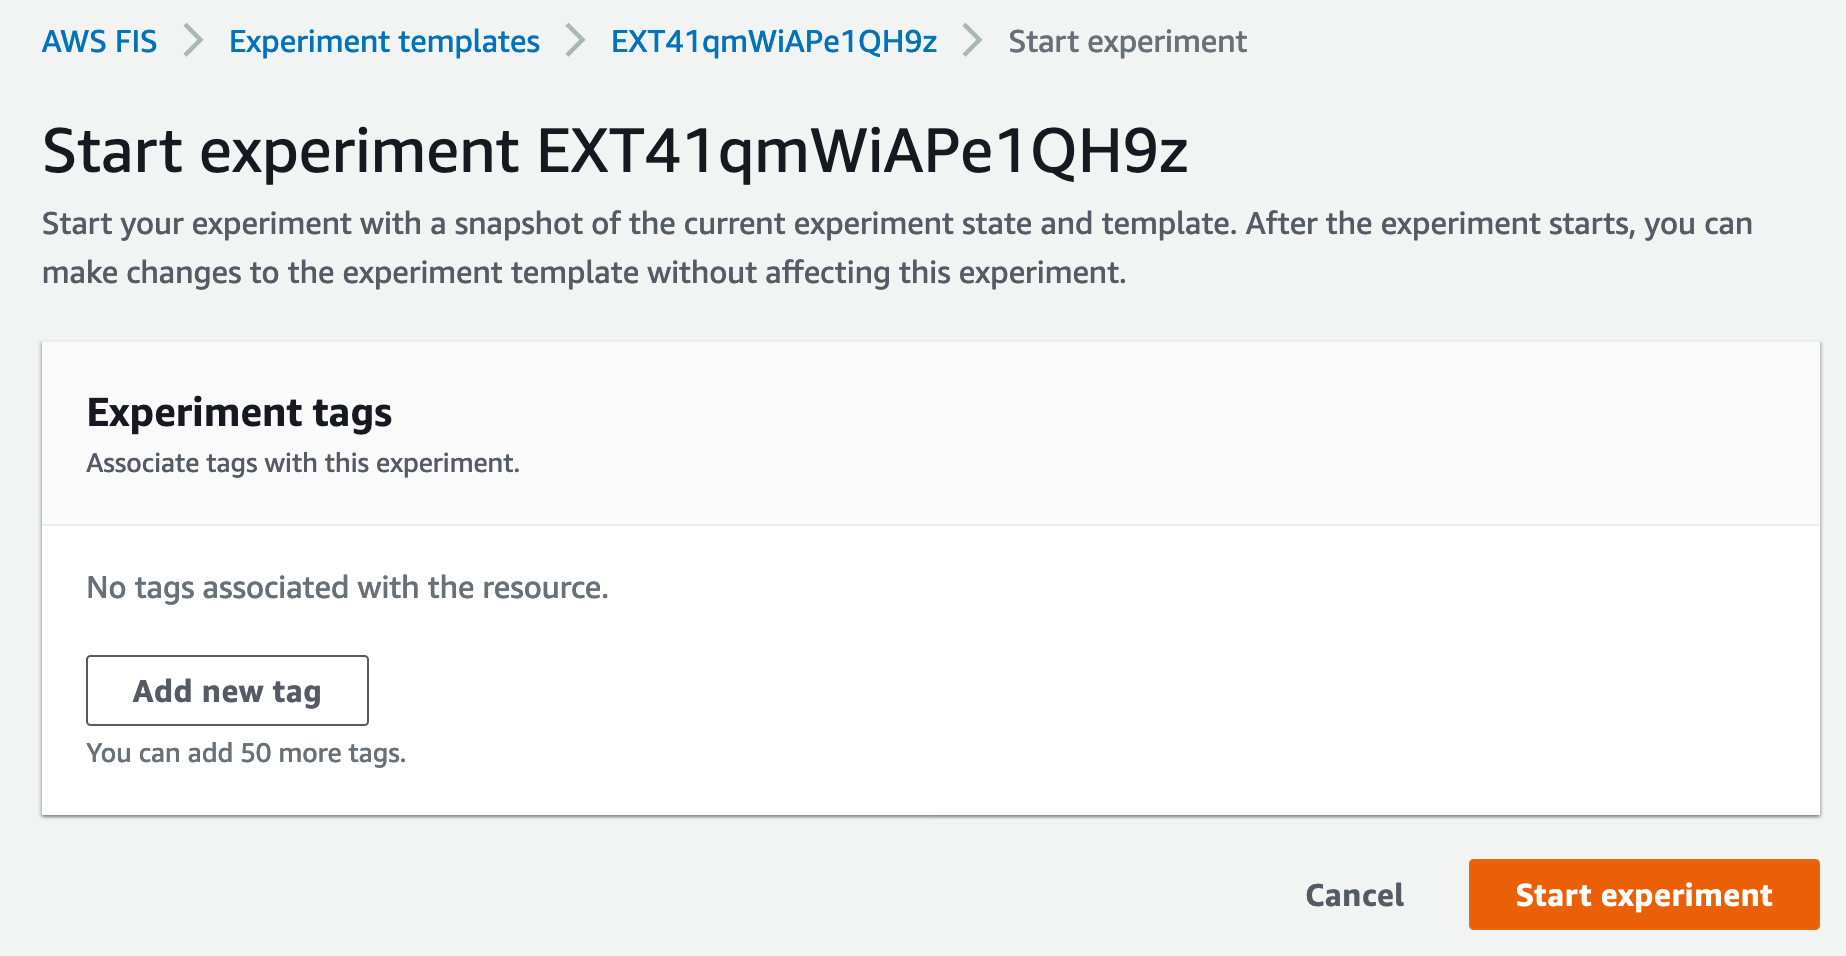 AWS FIS > Experiment templates > EXT41qmWiAPe1QH9z > Start experiment
Start experiment EXT41qmWiAPe1QH9z
Start your experiment with a snapshot of the current experiment state and template. After the experiment starts, you can
make changes to the experiment template without affecting this experiment.
Experiment tags
Associate tags with this experiment.
No tags associated with the resource.
Add new tag
You can add 50 more tags.
Cancel Start experiment